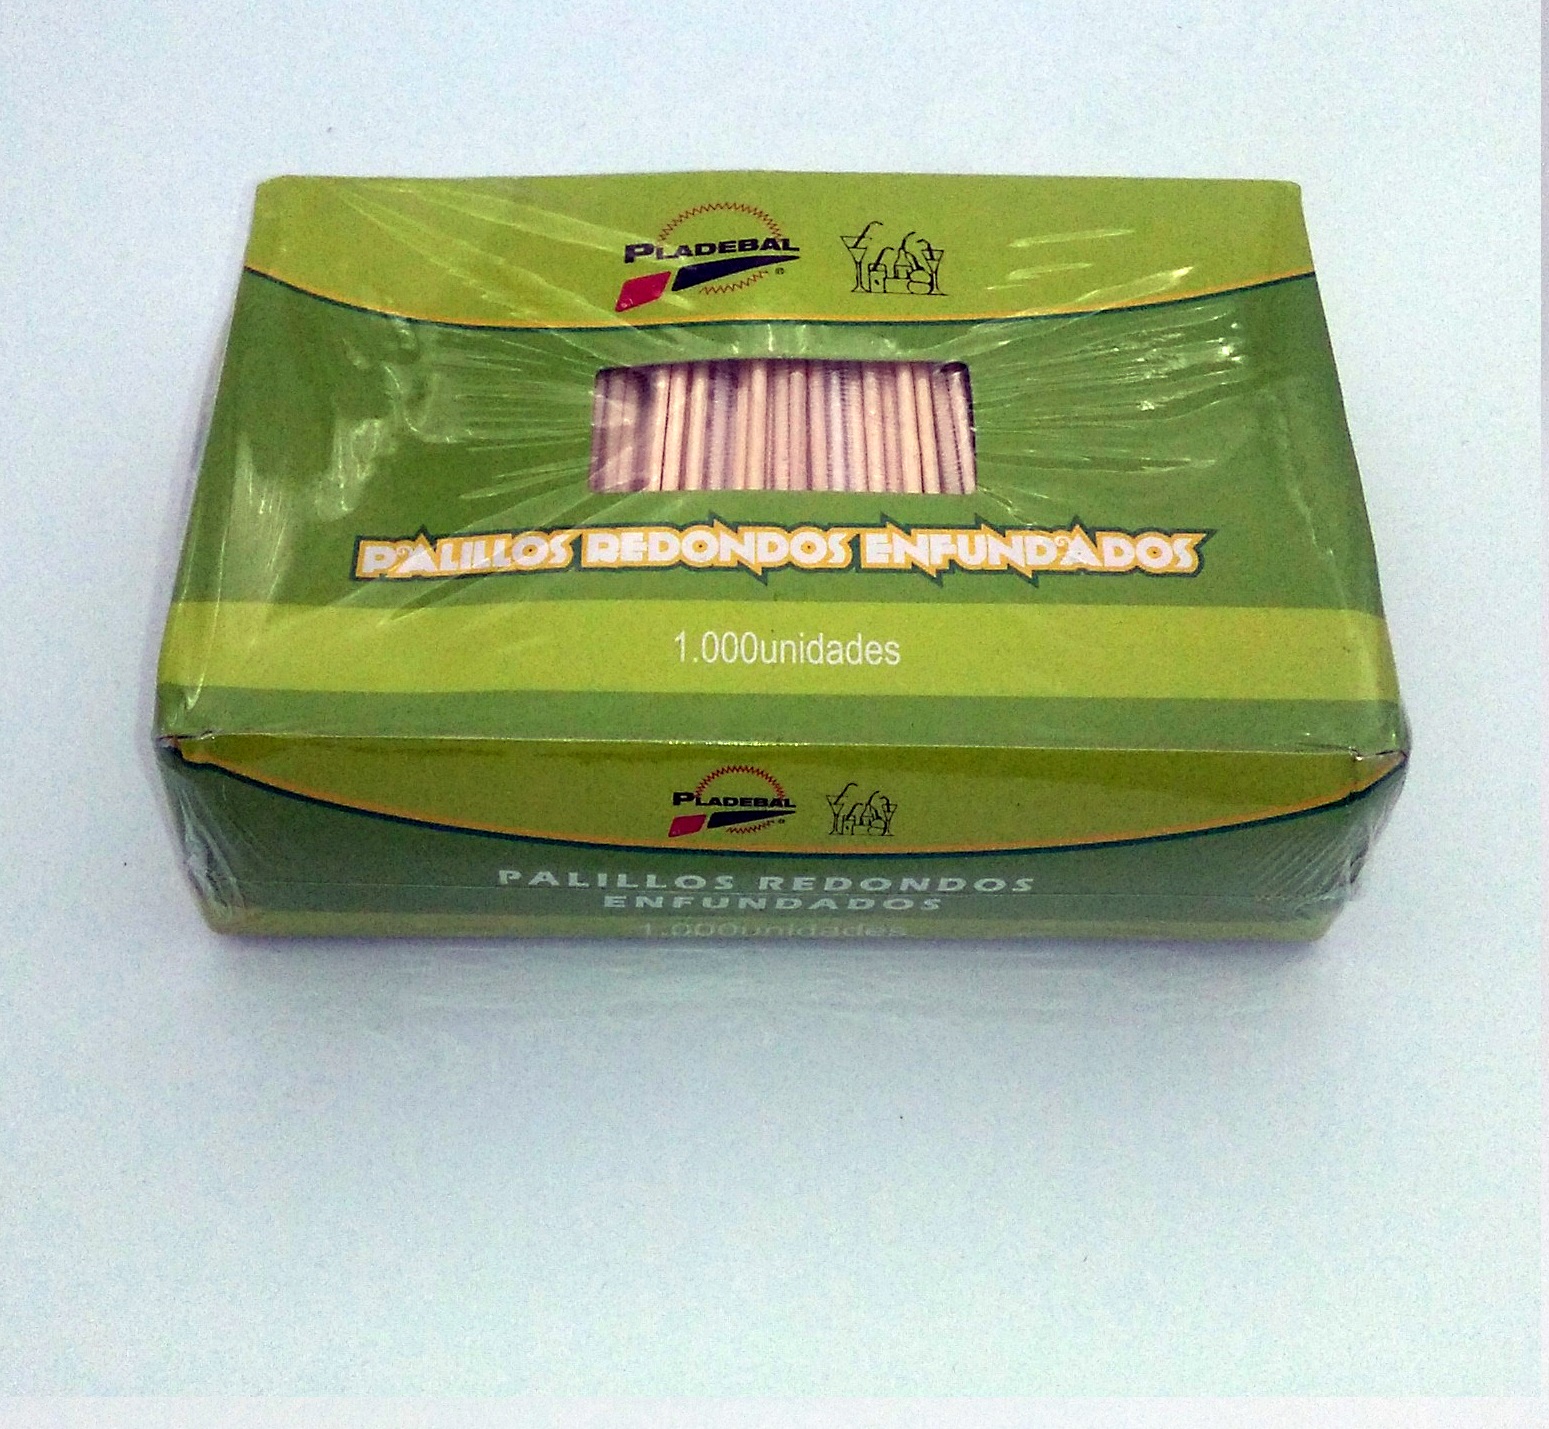 PLADEBAL
®
PALILLOS REDONDOS ENFUNDADOS
1.000unidades
PLADEBAL
®
PALILLOS REDONDOS
ENFUNDADOS
1.000unidades